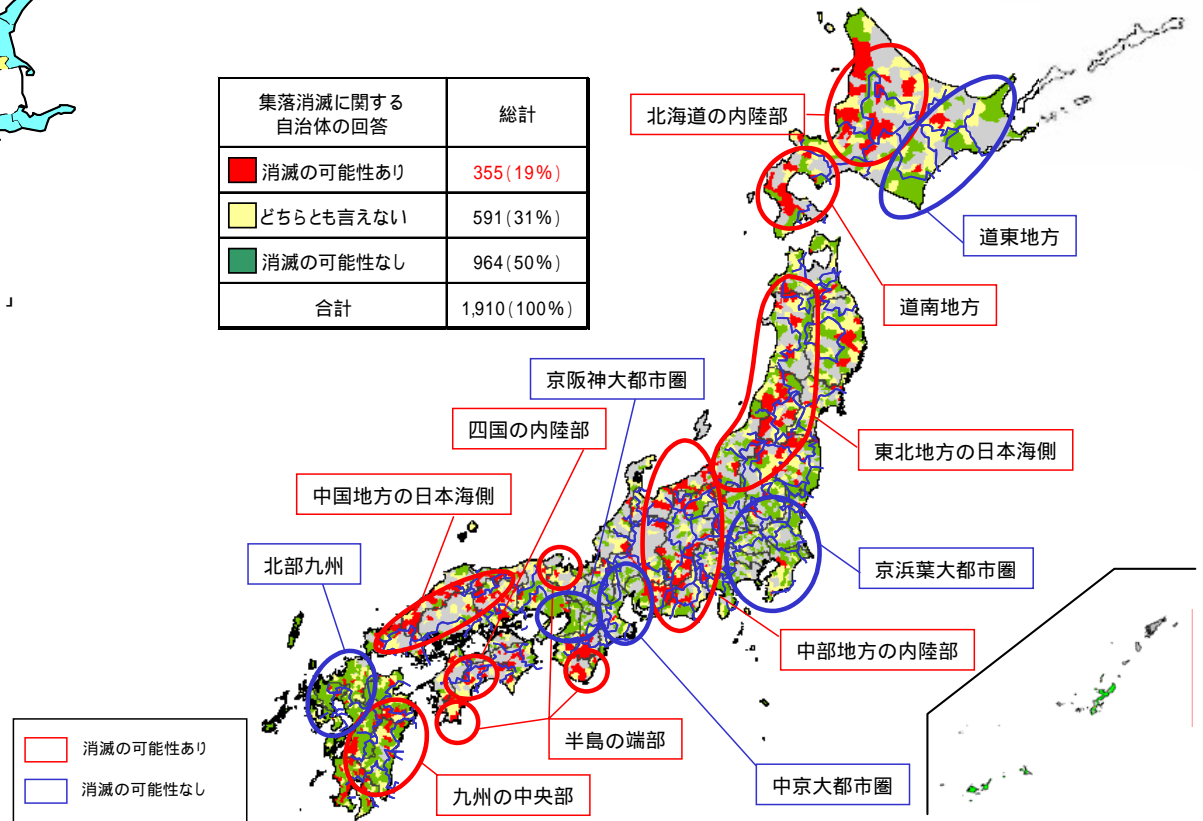 集落消滅に関する
自治体の回答
総計
消滅の可能性あり
355(19%)
どちらとも言えない
591(31%)
消滅の可能性なし
964(50%)
合計
1,910(100%)
」
北海道の内陸部
道東地方
道南地方
京阪神大都市圏
四国の内陸部
東北地方の日本海側
中国地方の日本海側
北部九州
京浜葉大都市圏
中部地方の内陸部
半島の端部
中京大都市圏
九州の中央部
消滅の可能性あり
消滅の可能性なし